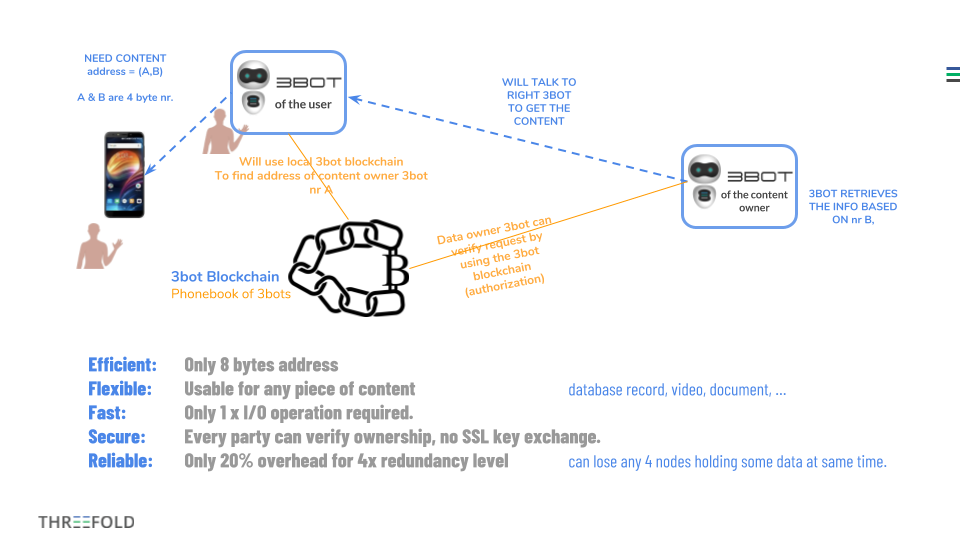 NEED CONTENT
address = (A,B)
A & B are 4 byte nr.
3BOT
of the user
WILL TALK TO
RIGHT 3BOT
TO GET THE
CONTENT
3BOT
of the content
owner
3BOT RETRIEVES
THE INFO BASED
ON nr B,
Will use local 3bot blockchain
To find address of content owner 3bot
nr A
Data owner 3bot can
verify request by
using the 3bot
blockchain
(authorization)
B
3bot Blockchain
Phonebook of 3bots
Efficient: Only 8 bytes address
Flexible: Usable for any piece of content database record, video, document, ...
Fast: Only 1 x I/O operation required.
Secure: Every party can verify ownership, no SSL key exchange.
Reliable: Only 20% overhead for 4x redundancy level can lose any 4 nodes holding some data at same time.
THREEFOLD